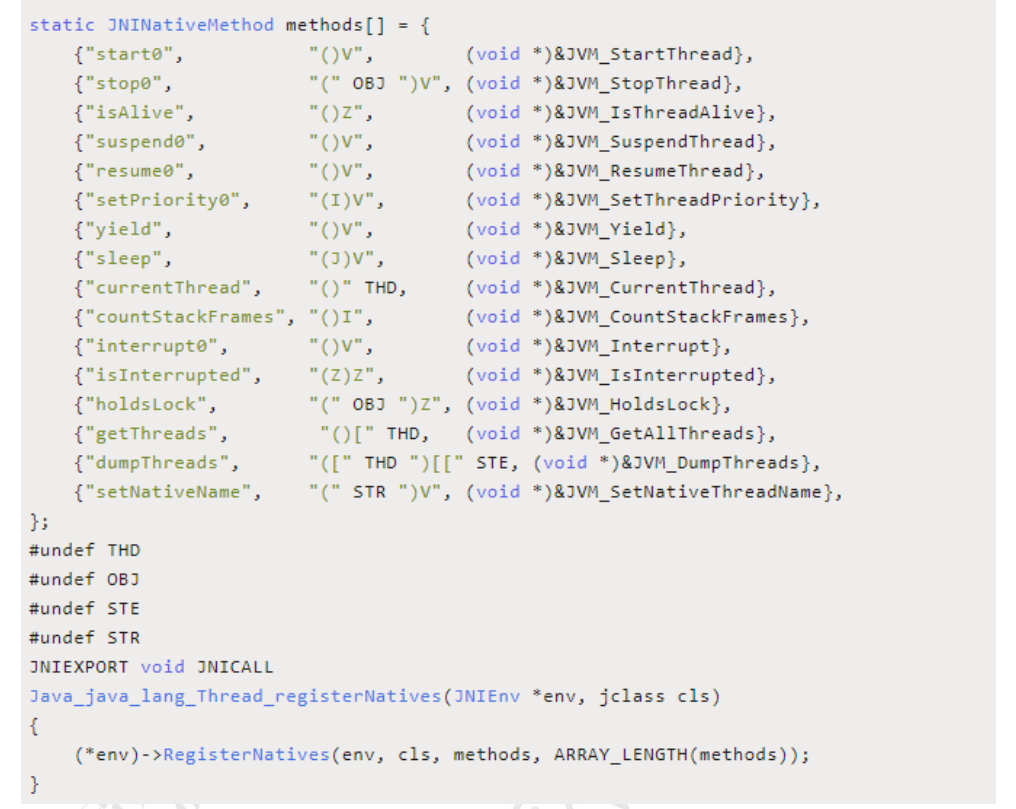 static JNINativeMethod methods[] = {
    {"start0",           "()V",        (void *)&JVM_StartThread},
    {"stop0",            "(" OBJ ")V", (void *)&JVM_StopThread},
    {"isAlive",          "()Z",        (void *)&JVM_IsThreadAlive},
    {"suspend0",         "()V",        (void *)&JVM_SuspendThread},
    {"resume0",          "()V",        (void *)&JVM_ResumeThread},
    {"setPriority0",     "(I)V",       (void *)&JVM_SetThreadPriority},
    {"yield",            "()V",        (void *)&JVM_Yield},
    {"sleep",            "(J)V",       (void *)&JVM_Sleep},
    {"currentThread",    "()" THD,     (void *)&JVM_CurrentThread},
    {"countStackFrames", "()I",        (void *)&JVM_CountStackFrames},
    {"interrupt0",       "()V",        (void *)&JVM_Interrupt},
    {"isInterrupted",    "(Z)Z",       (void *)&JVM_IsInterrupted},
    {"holdsLock",        "(" OBJ ")Z", (void *)&JVM_HoldsLock},
    {"getThreads",        "()[" THD,   (void *)&JVM_GetAllThreads},
    {"dumpThreads",      "([" THD ")[[" STE, (void *)&JVM_DumpThreads},
    {"setNativeName",    "(" STR ")V", (void *)&JVM_SetNativeThreadName},
};
#undef THD
#undef OBJ
#undef STE
#undef STR
JNIEXPORT void JNICALL
Java_java_lang_Thread_registerNatives(JNIEnv *env, jclass cls)
{
    (*env)->RegisterNatives(env, cls, methods, ARRAY_LENGTH(methods));
}